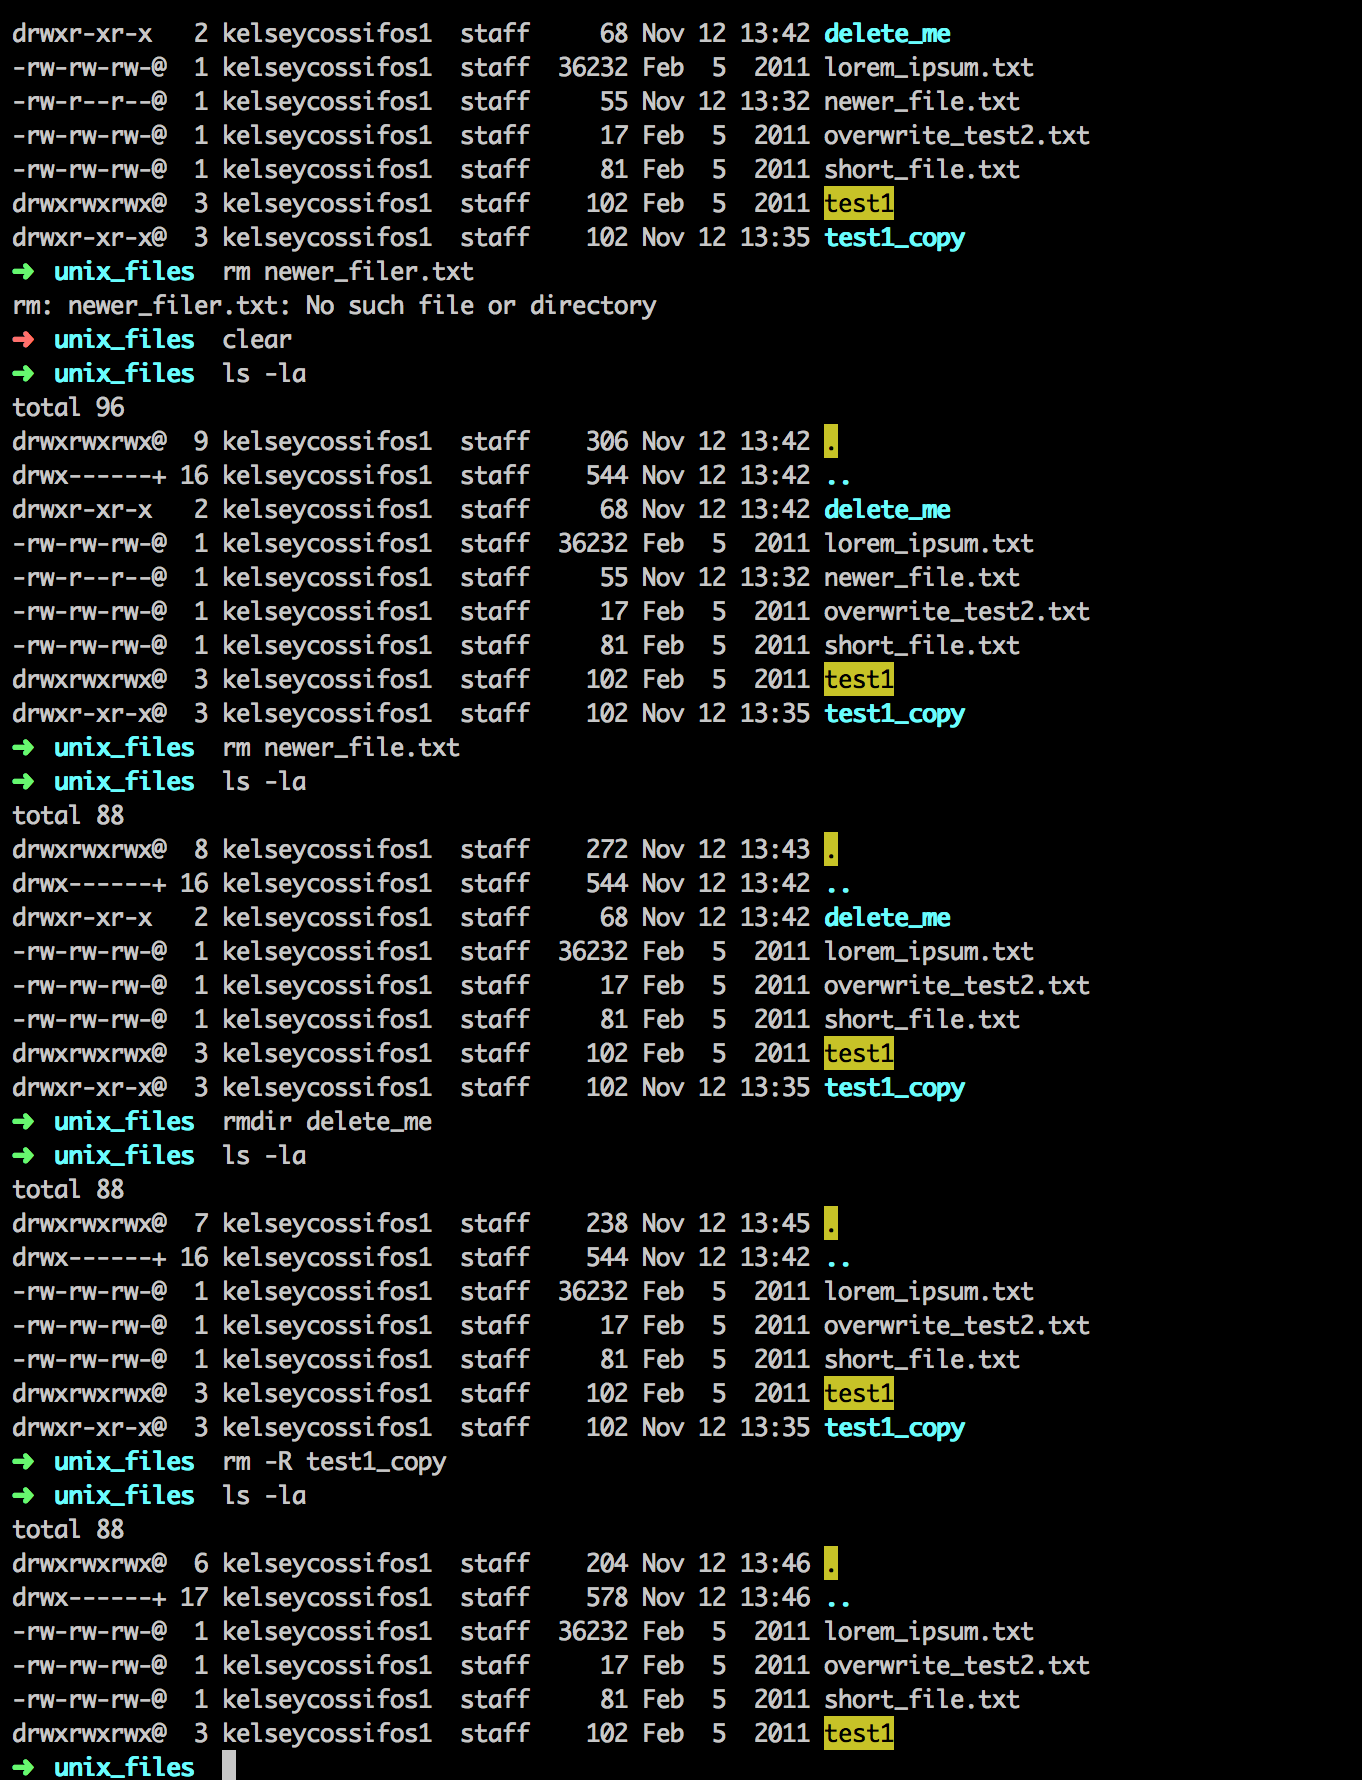 drwxr-xr-x   2 kelseycossifos1  staff     68 Nov 12 13:42 delete_me
-rw-rw-rw-@  1 kelseycossifos1  staff  36232 Feb  5  2011 lorem_ipsum.txt
-rw-r--r--@  1 kelseycossifos1  staff     55 Nov 12 13:32 newer_file.txt
-rw-rw-rw-@  1 kelseycossifos1  staff     17 Feb  5  2011 overwrite_test2.txt
-rw-rw-rw-@  1 kelseycossifos1  staff     81 Feb  5  2011 short_file.txt
drwxrwxrwx@  3 kelseycossifos1  staff    102 Feb  5  2011 test1
drwxr-xr-x@  3 kelseycossifos1  staff    102 Nov 12 13:35 test1_copy
➜  unix_files  rm newer_filer.txt
rm: newer_filer.txt: No such file or directory
➜  unix_files  clear
➜  unix_files  ls -la
total 96
drwxrwxrwx@  9 kelseycossifos1  staff    306 Nov 12 13:42 .
drwx------+ 16 kelseycossifos1  staff    544 Nov 12 13:42 ..
drwxr-xr-x   2 kelseycossifos1  staff     68 Nov 12 13:42 delete_me
-rw-rw-rw-@  1 kelseycossifos1  staff  36232 Feb  5  2011 lorem_ipsum.txt
-rw-r--r--@  1 kelseycossifos1  staff     55 Nov 12 13:32 newer_file.txt
-rw-rw-rw-@  1 kelseycossifos1  staff     17 Feb  5  2011 overwrite_test2.txt
-rw-rw-rw-@  1 kelseycossifos1  staff     81 Feb  5  2011 short_file.txt
drwxrwxrwx@  3 kelseycossifos1  staff    102 Feb  5  2011 test1
drwxr-xr-x@  3 kelseycossifos1  staff    102 Nov 12 13:35 test1_copy
➜  unix_files  rm newer_file.txt
➜  unix_files  ls -la
total 88
drwxrwxrwx@  8 kelseycossifos1  staff    272 Nov 12 13:43 .
drwx------+ 16 kelseycossifos1  staff    544 Nov 12 13:42 ..
drwxr-xr-x   2 kelseycossifos1  staff     68 Nov 12 13:42 delete_me
-rw-rw-rw-@  1 kelseycossifos1  staff  36232 Feb  5  2011 lorem_ipsum.txt
-rw-rw-rw-@  1 kelseycossifos1  staff     17 Feb  5  2011 overwrite_test2.txt
-rw-rw-rw-@  1 kelseycossifos1  staff     81 Feb  5  2011 short_file.txt
drwxrwxrwx@  3 kelseycossifos1  staff    102 Feb  5  2011 test1
drwxr-xr-x@  3 kelseycossifos1  staff    102 Nov 12 13:35 test1_copy
➜  unix_files  rmdir delete_me
➜  unix_files  ls -la
total 88
drwxrwxrwx@  7 kelseycossifos1  staff    238 Nov 12 13:45 .
drwx------+ 16 kelseycossifos1  staff    544 Nov 12 13:42 ..
-rw-rw-rw-@  1 kelseycossifos1  staff  36232 Feb  5  2011 lorem_ipsum.txt
-rw-rw-rw-@  1 kelseycossifos1  staff     17 Feb  5  2011 overwrite_test2.txt
-rw-rw-rw-@  1 kelseycossifos1  staff     81 Feb  5  2011 short_file.txt
drwxrwxrwx@  3 kelseycossifos1  staff    102 Feb  5  2011 test1
drwxr-xr-x@  3 kelseycossifos1  staff    102 Nov 12 13:35 test1_copy
➜  unix_files  rm -R test1_copy
➜  unix_files  ls -la
total 88
drwxrwxrwx@  6 kelseycossifos1  staff    204 Nov 12 13:46 .
drwx------+ 17 kelseycossifos1  staff    578 Nov 12 13:46 ..
-rw-rw-rw-@  1 kelseycossifos1  staff  36232 Feb  5  2011 lorem_ipsum.txt
-rw-rw-rw-@  1 kelseycossifos1  staff     17 Feb  5  2011 overwrite_test2.txt
-rw-rw-rw-@  1 kelseycossifos1  staff     81 Feb  5  2011 short_file.txt
drwxrwxrwx@  3 kelseycossifos1  staff    102 Feb  5  2011 test1
➜  unix_files